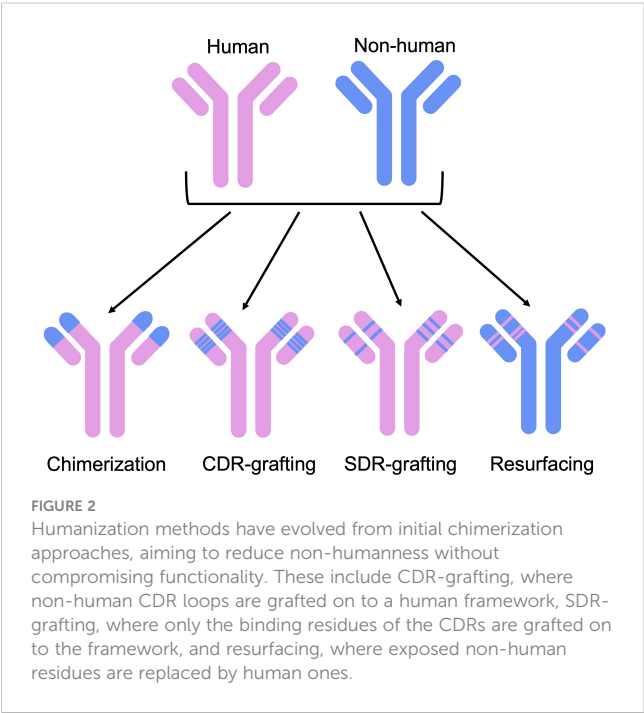 Human
Non-human
Chimerization
CDR-grafting
SDR-grafting
Resurfacing
FIGURE 2
Humanization methods have evolved from initial chimerization
approaches, aiming to reduce non-humanness without
compromising functionality. These include CDR-grafting, where
non-human CDR loops are grafted on to a human framework, SDR-
grafting, where only the binding residues of the CDRs are grafted on
to the framework, and resurfacing, where exposed non-human
residues are replaced by human ones.